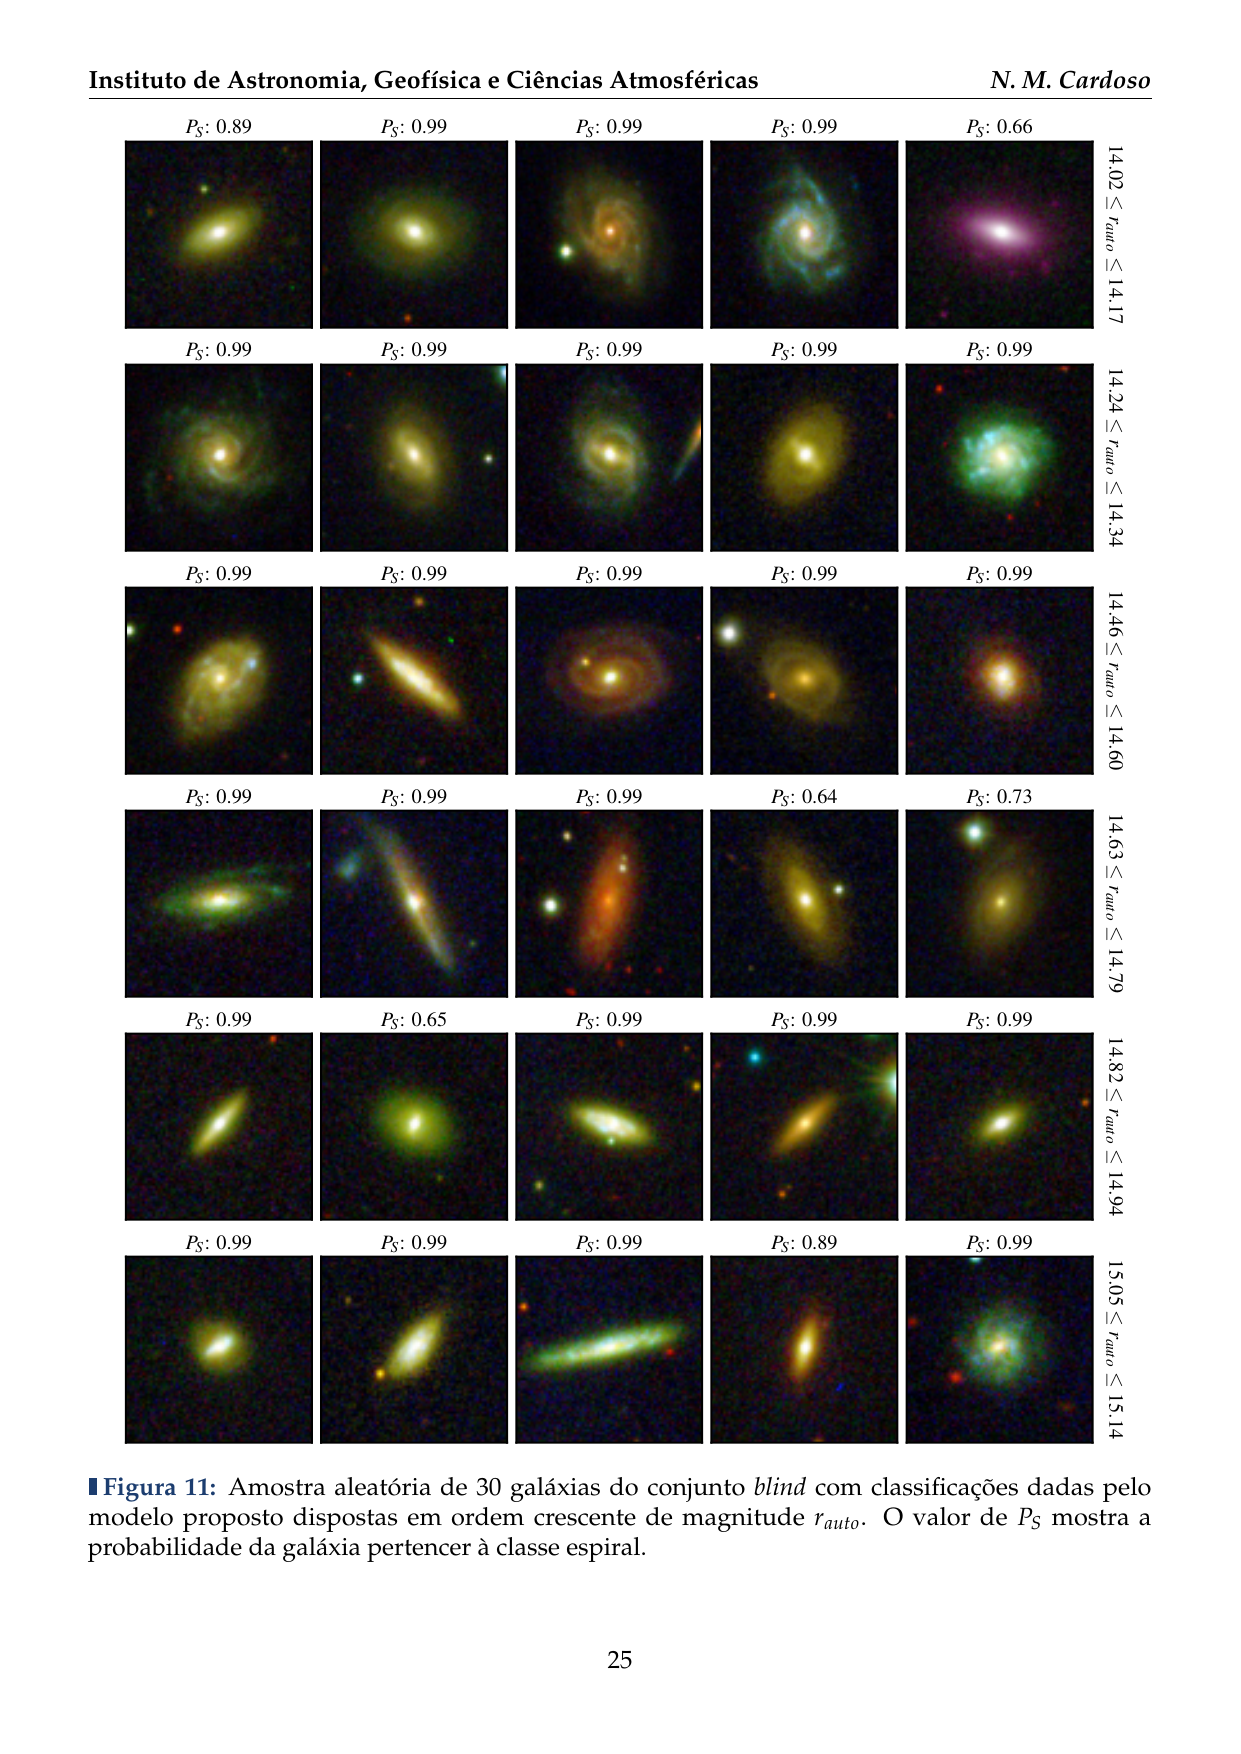 Instituto de Astronomia, Geofísica e Ciências Atmosféricas N. M. Cardoso
P_S: 0.89 P_S: 0.99 P_S: 0.99 P_S: 0.99 P_S: 0.66
14.02 ≤ r_auto ≤ 14.17
P_S: 0.99 P_S: 0.99 P_S: 0.99 P_S: 0.99 P_S: 0.99
14.24 ≤ r_auto ≤ 14.34
P_S: 0.99 P_S: 0.99 P_S: 0.99 P_S: 0.99 P_S: 0.99
14.46 ≤ r_auto ≤ 14.60
P_S: 0.99 P_S: 0.99 P_S: 0.99 P_S: 0.64 P_S: 0.73
14.63 ≤ r_auto ≤ 14.79
P_S: 0.99 P_S: 0.65 P_S: 0.99 P_S: 0.99 P_S: 0.99
14.82 ≤ r_auto ≤ 14.94
P_S: 0.99 P_S: 0.99 P_S: 0.99 P_S: 0.89 P_S: 0.99
15.05 ≤ r_auto ≤ 15.14
Figura 11: Amostra aleatória de 30 galáxias do conjunto blind com classificações dadas pelo
modelo proposto dispostas em ordem crescente de magnitude r_auto. O valor de P_S mostra a
probabilidade da galáxia pertencer à classe espiral.
25